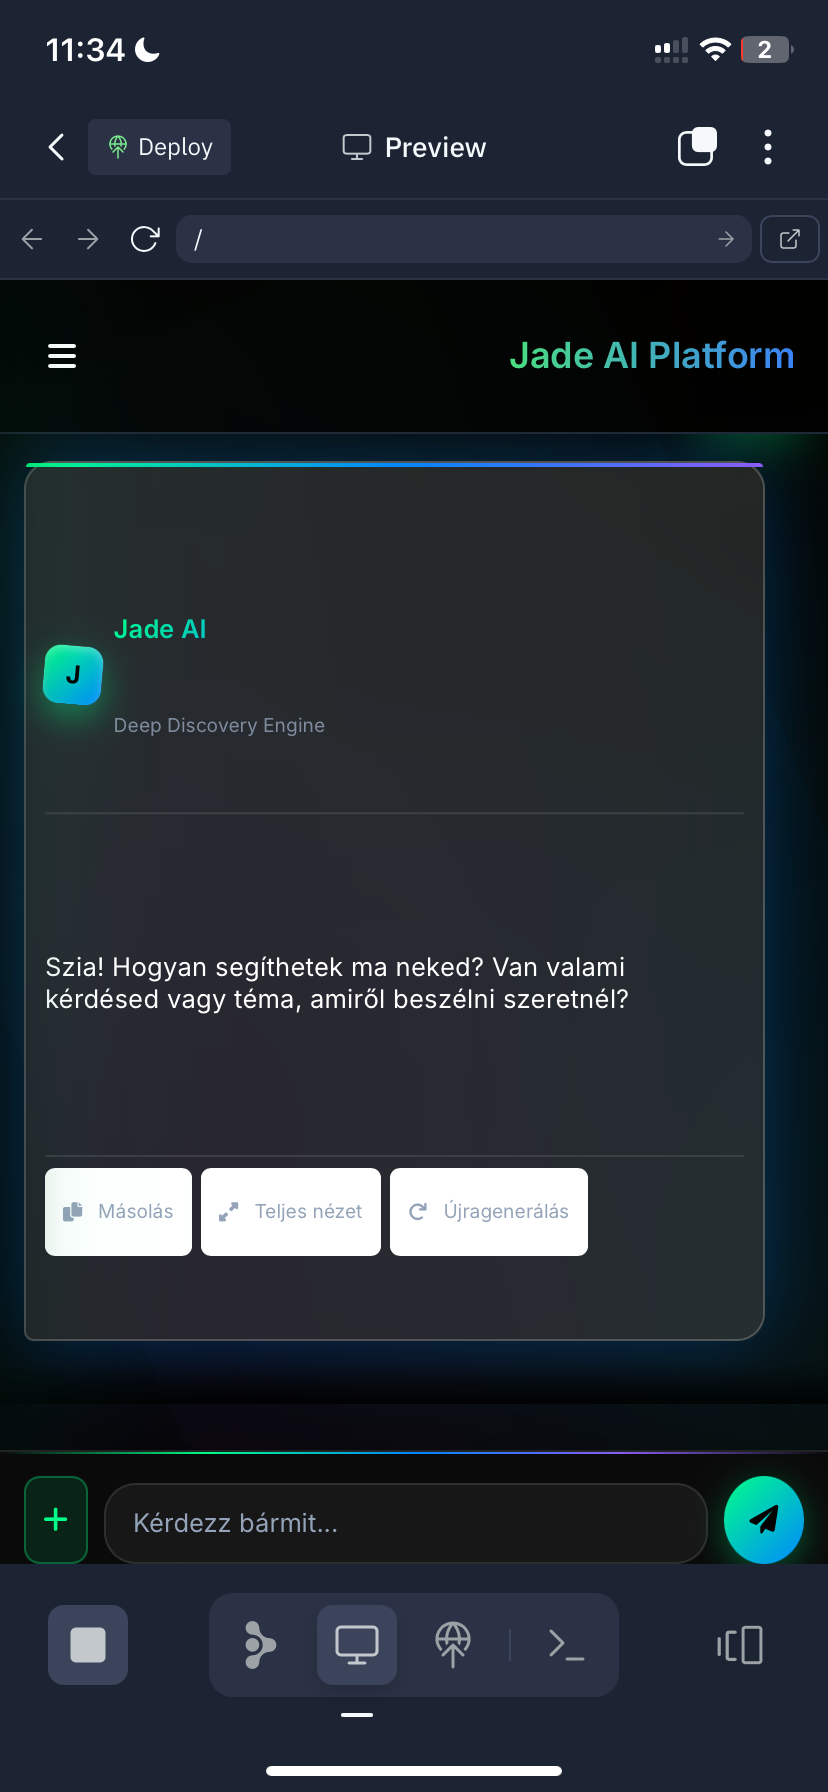 11:34
2
Deploy
Preview
/
Jade AI Platform
Jade AI
J
Deep Discovery Engine
Szia! Hogyan segíthetek ma neked? Van valami
kérdésed vagy téma, amiről beszélni szeretnél?
Másolás
Teljes nézet
Újragenerálás
Kérdezz bármit...